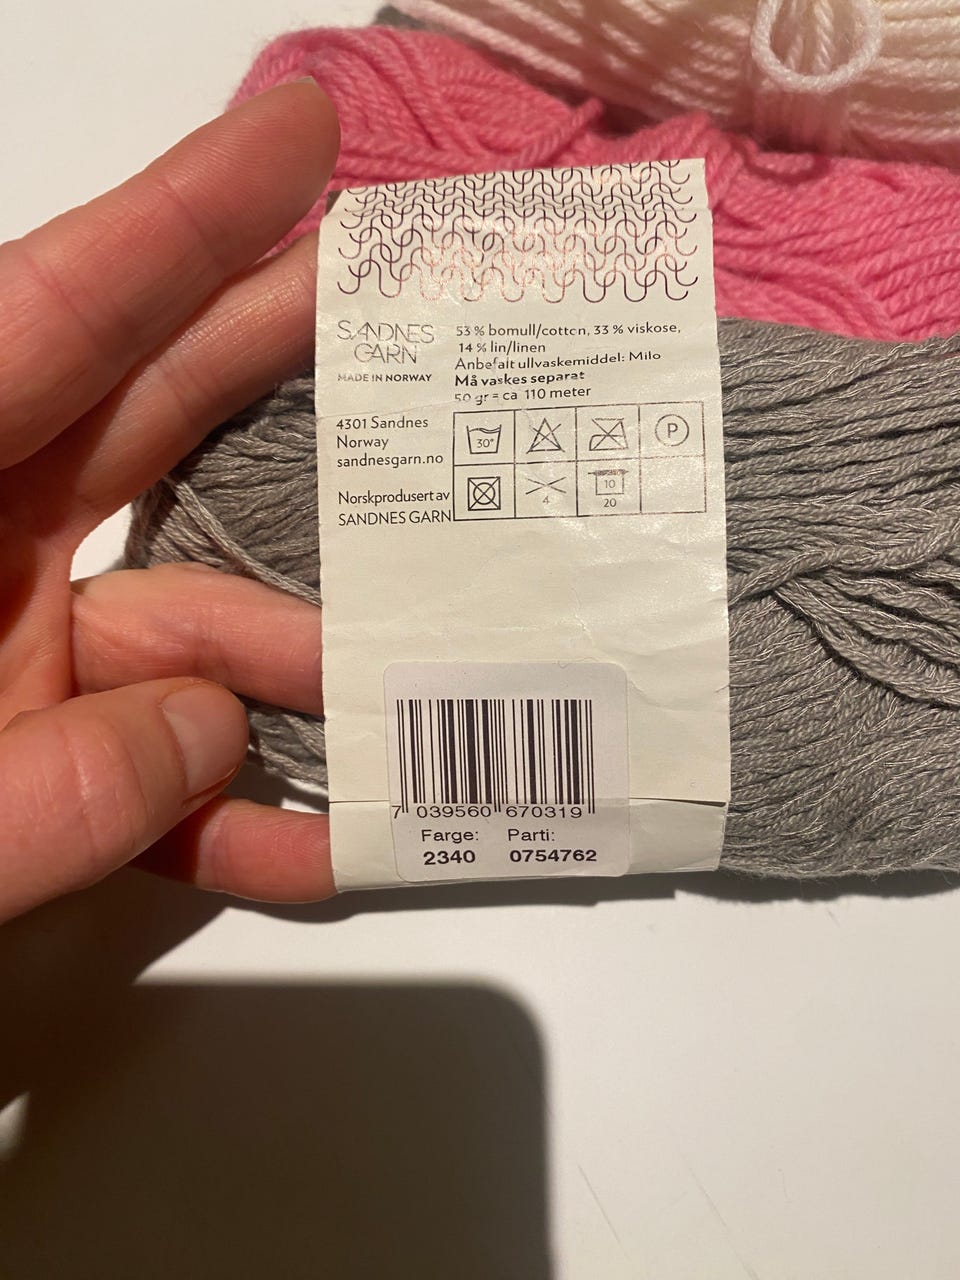 SANDNES
GARN
MADE IN NORWAY
4301 Sandnes
Norway
sandnesgarn.no
Norskprodusert av
SANDNES GARN
53 % bomull/cotton, 33 % viskose,
14 % lin/linen
Anbefalt ullvaskemiddel: Milo
Må vaskes separat
50 gr = ca 110 meter
30°
P
4
10
20
7 039560 670319
Farge: Parti:
2340 0754762